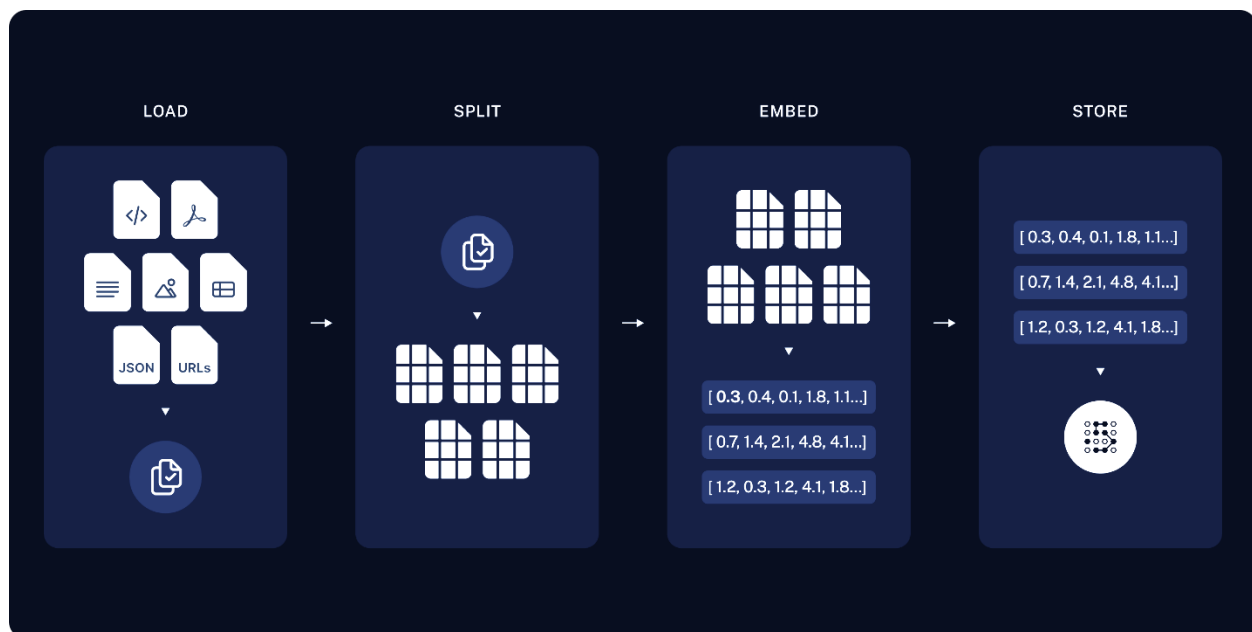 LOAD
SPLIT
EMBED
STORE
</>
JSON
URLs
[ 0.3, 0.4, 0.1, 1.8, 1.1...]
[ 0.7, 1.4, 2.1, 4.8, 4.1...]
[ 1.2, 0.3, 1.2, 4.1, 1.8...]
[ 0.3, 0.4, 0.1, 1.8, 1.1...]
[ 0.7, 1.4, 2.1, 4.8, 4.1...]
[ 1.2, 0.3, 1.2, 4.1, 1.8...]